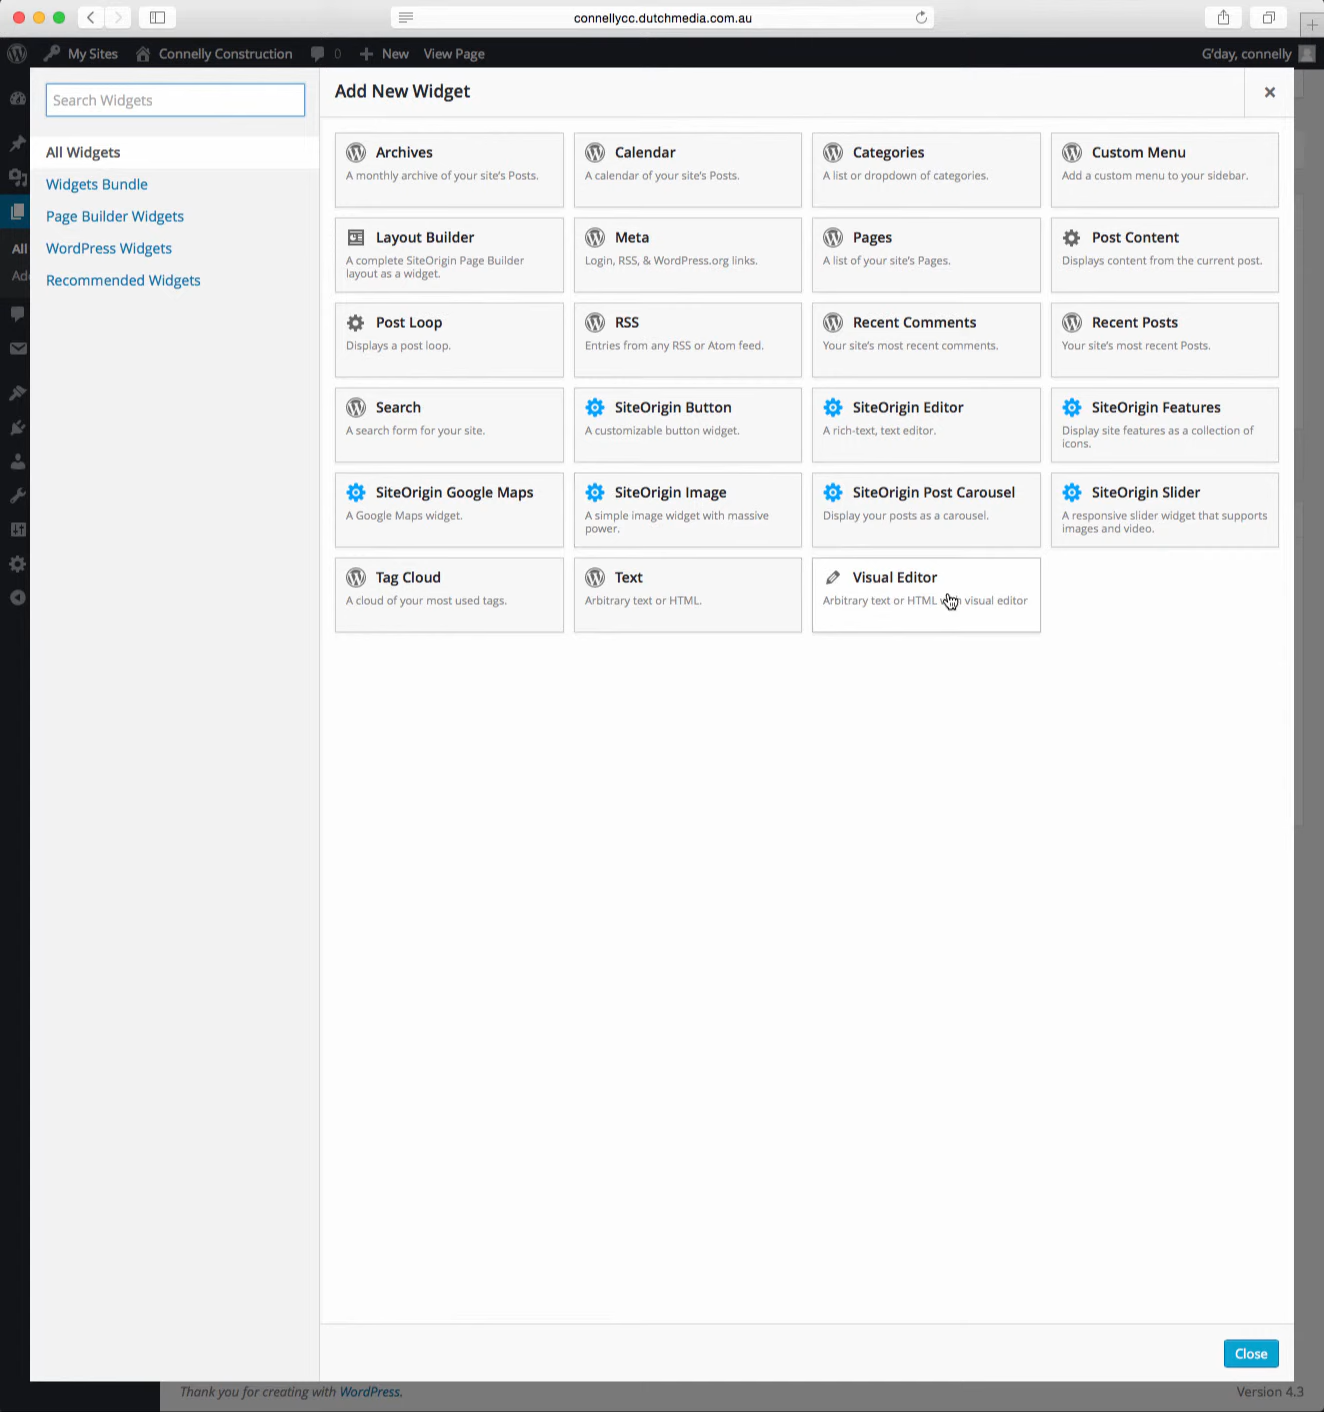 connellycc.dutchmedia.com.au
My Sites Connelly Construction 0 New View Page G'day, connelly
Search Widgets
All Widgets
Widgets Bundle
Page Builder Widgets
WordPress Widgets
Recommended Widgets
All
Add New Widget
Archives
A monthly archive of your site's Posts.
Calendar
A calendar of your site's Posts.
Categories
A list or dropdown of categories.
Custom Menu
Add a custom menu to your sidebar.
Layout Builder
A complete SiteOrigin Page Builder
layout as a widget.
Meta
Login, RSS, & WordPress.org links.
Pages
A list of your site's Pages.
Post Content
Displays content from the current post.
Post Loop
Displays a post loop.
RSS
Entries from any RSS or Atom feed.
Recent Comments
Your site's most recent comments.
Recent Posts
Your site's most recent Posts.
Search
A search form for your site.
SiteOrigin Button
A customizable button widget.
SiteOrigin Editor
A rich-text, text editor.
SiteOrigin Features
Display site features as a collection of
icons.
SiteOrigin Google Maps
A Google Maps widget.
SiteOrigin Image
A simple image widget with massive
power.
SiteOrigin Post Carousel
Display your posts as a carousel.
SiteOrigin Slider
A responsive slider widget that supports
images and video.
Tag Cloud
A cloud of your most used tags.
Text
Arbitrary text or HTML.
Visual Editor
Arbitrary text or HTML visual editor
Close
Thank you for creating with WordPress.
Version 4.3